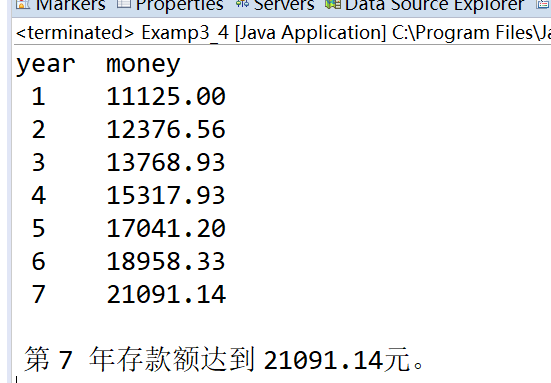 Markers Properties Servers Data Source Explorer
<terminated> Examp3_4 [Java Application] C:\Program Files\Ja
year money
1 11125.00
2 12376.56
3 13768.93
4 15317.93
5 17041.20
6 18958.33
7 21091.14
第 7 年存款额达到 21091.14元。